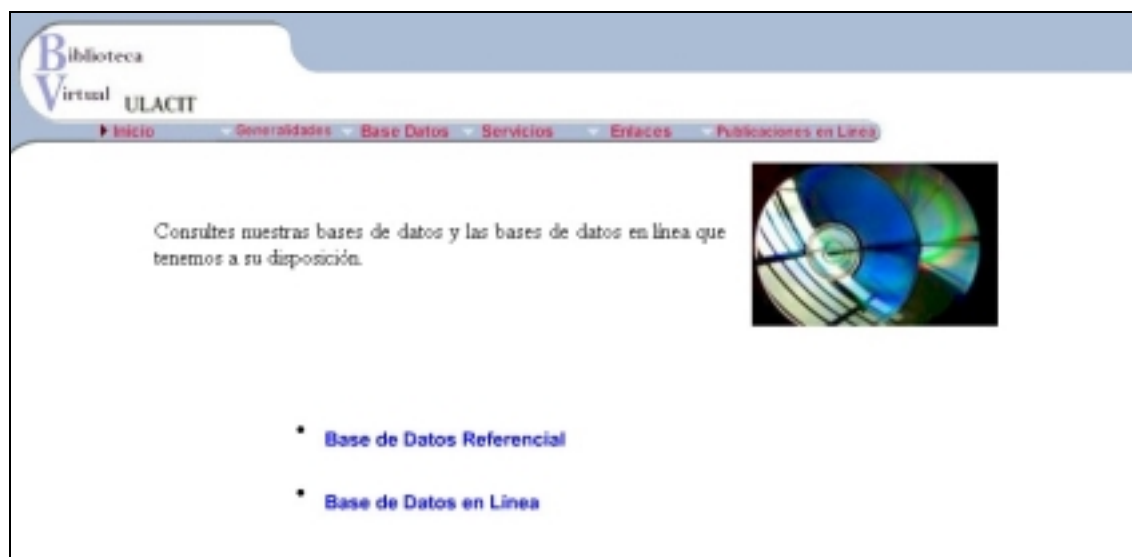 Biblioteca
Virtual ULACIT
Inicio Generalidades Base Datos Servicios Enlaces Publicaciones en Linea
Consultes nuestras bases de datos y las bases de datos en línea que
tenemos a su disposición.
• Base de Datos Referencial
• Base de Datos en Línea